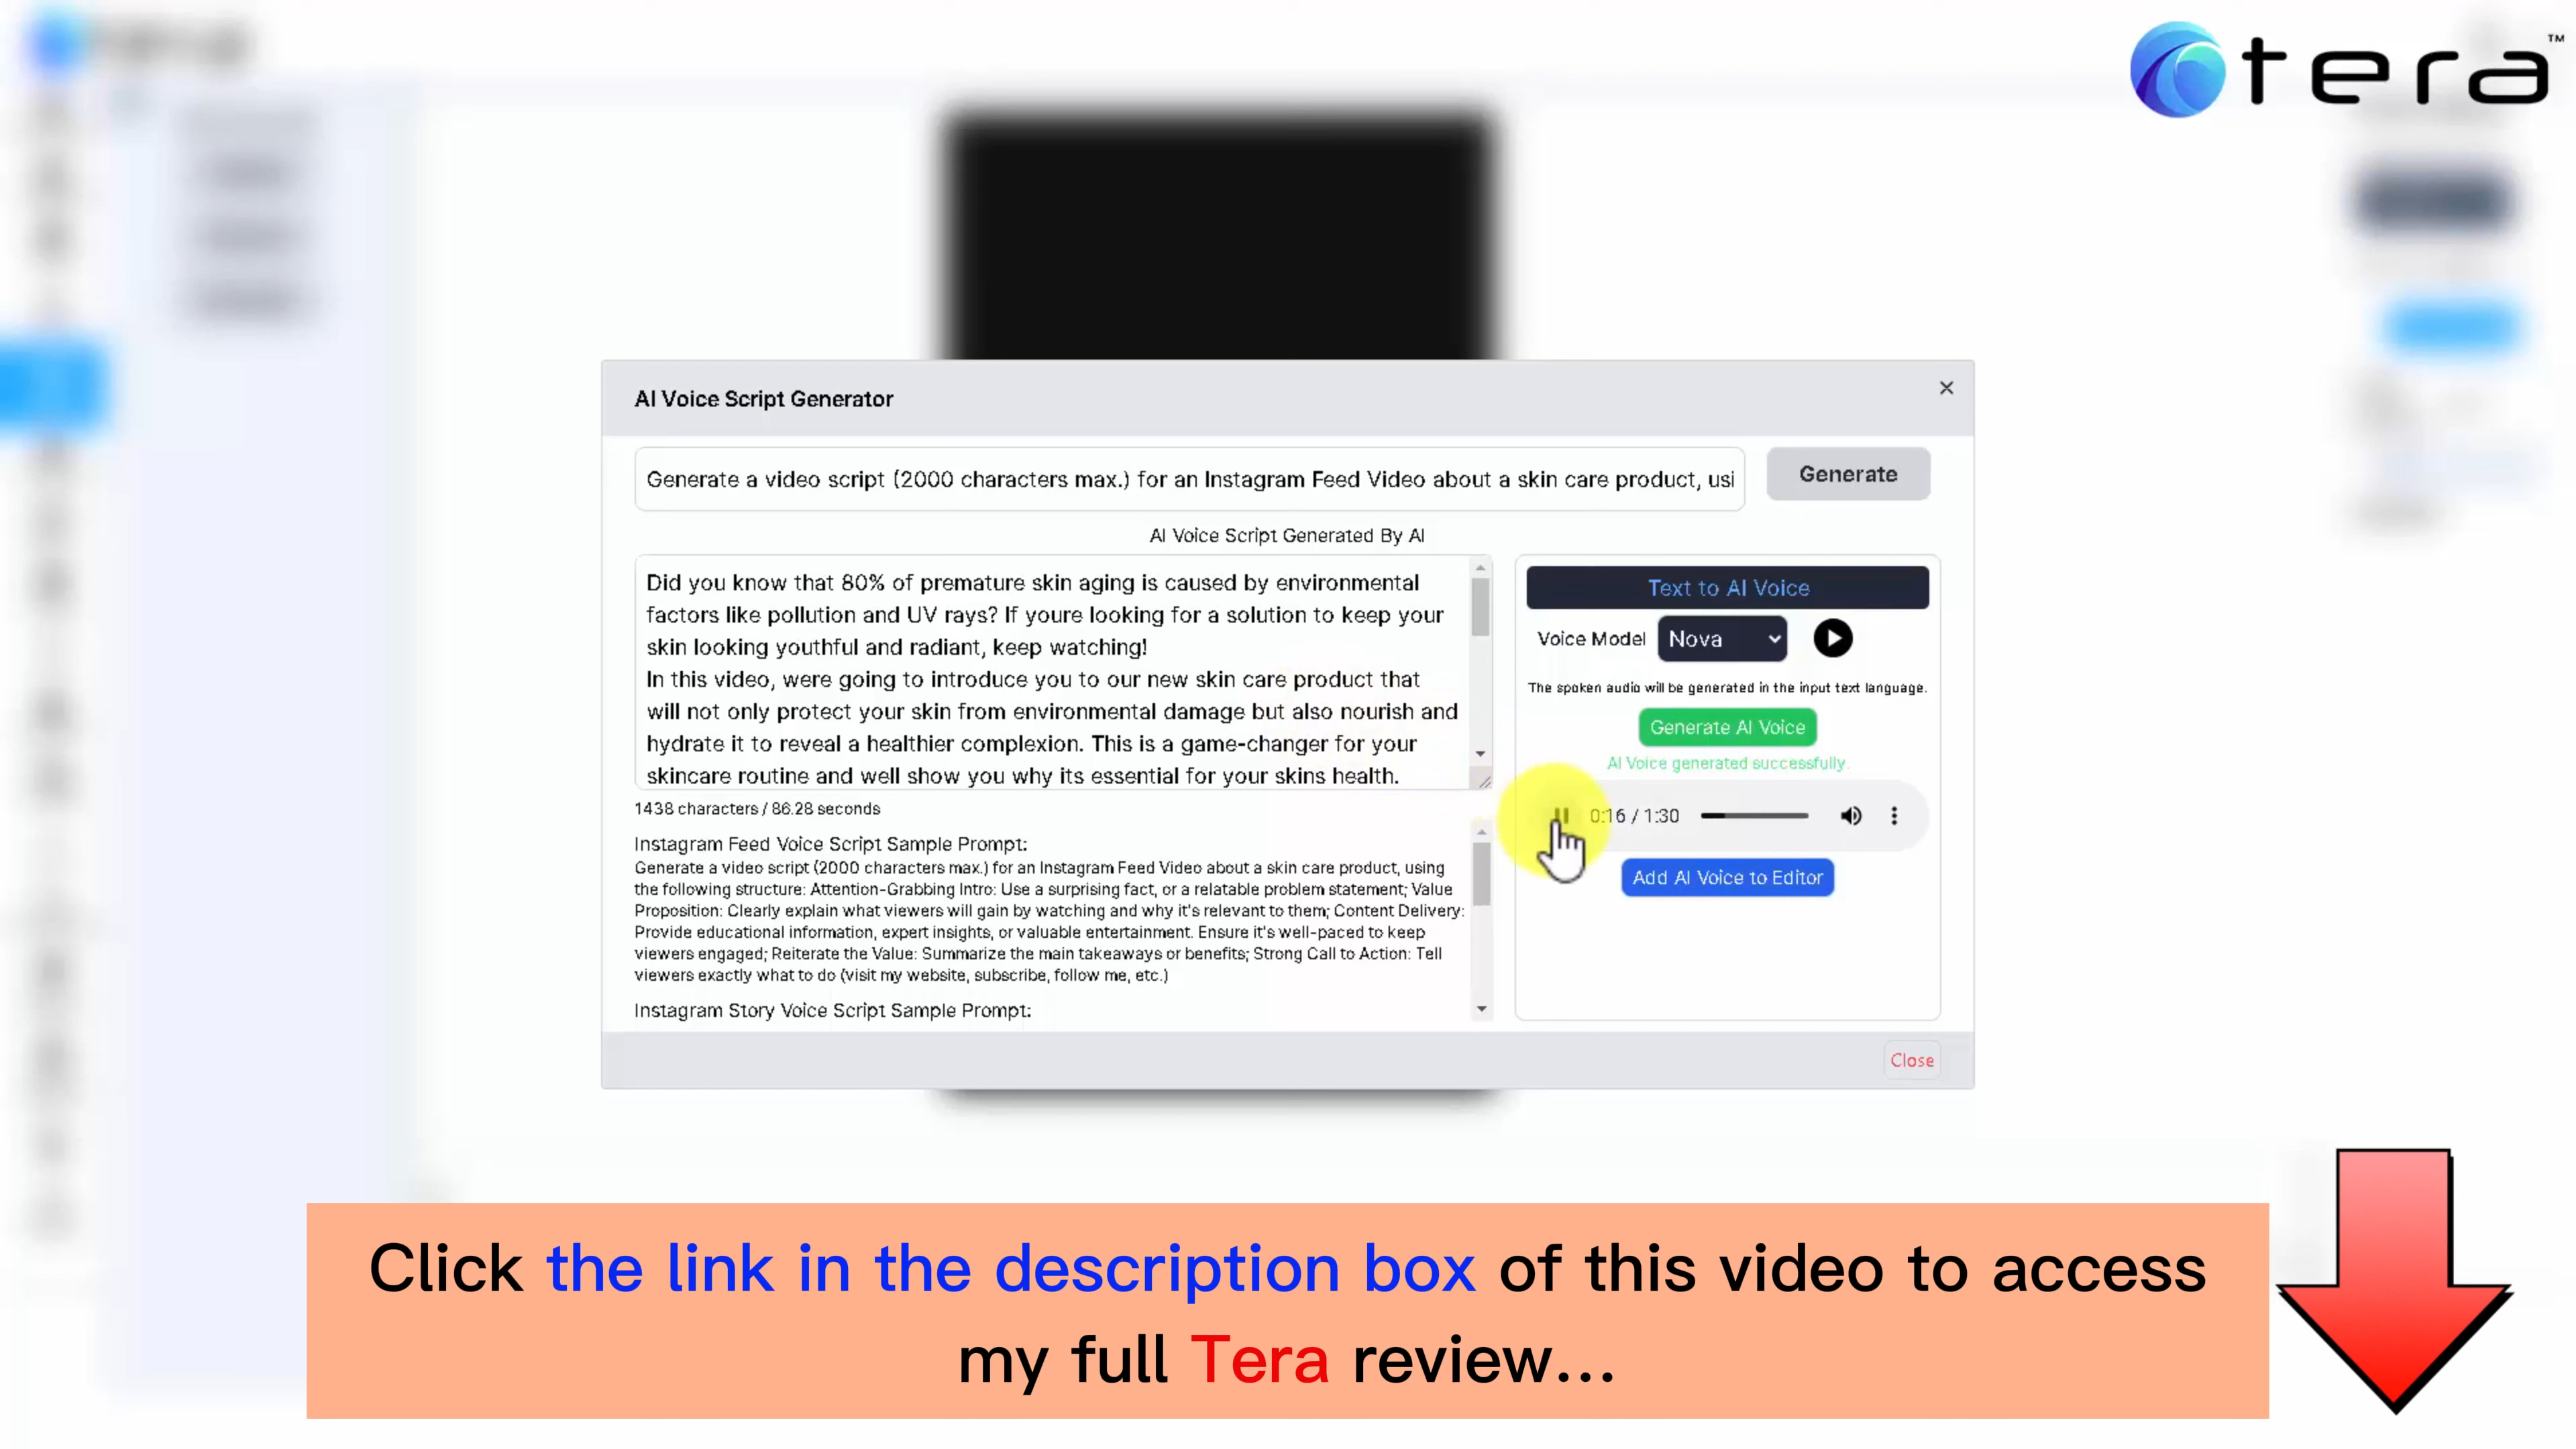 tera™
AI Voice Script Generator
×
Generate a video script (2000 characters max.) for an Instagram Feed Video about a skin care product, usi
Generate
AI Voice Script Generated By AI
Did you know that 80% of premature skin aging is caused by environmental
factors like pollution and UV rays? If youre looking for a solution to keep your
skin looking youthful and radiant, keep watching!
In this video, were going to introduce you to our new skin care product that
will not only protect your skin from environmental damage but also nourish and
hydrate it to reveal a healthier complexion. This is a game-changer for your
skincare routine and well show you why its essential for your skins health.
1438 characters / 86.28 seconds
Instagram Feed Voice Script Sample Prompt:
Generate a video script (2000 characters max.) for an Instagram Feed Video about a skin care product, using
the following structure: Attention-Grabbing Intro: Use a surprising fact, or a relatable problem statement; Value
Proposition: Clearly explain what viewers will gain by watching and why it's relevant to them; Content Delivery:
Provide educational information, expert insights, or valuable entertainment. Ensure it's well-paced to keep
viewers engaged; Reiterate the Value: Summarize the main takeaways or benefits; Strong Call to Action: Tell
viewers exactly what to do (visit my website, subscribe, follow me, etc.)
Instagram Story Voice Script Sample Prompt:
Text to AI Voice
Voice Model Nova
The spoken audio will be generated in the input text language.
Generate AI Voice
AI Voice generated successfully.
0:16 / 1:30
Add AI Voice to Editor
Close
Click the link in the description box of this video to access
my full Tera review...